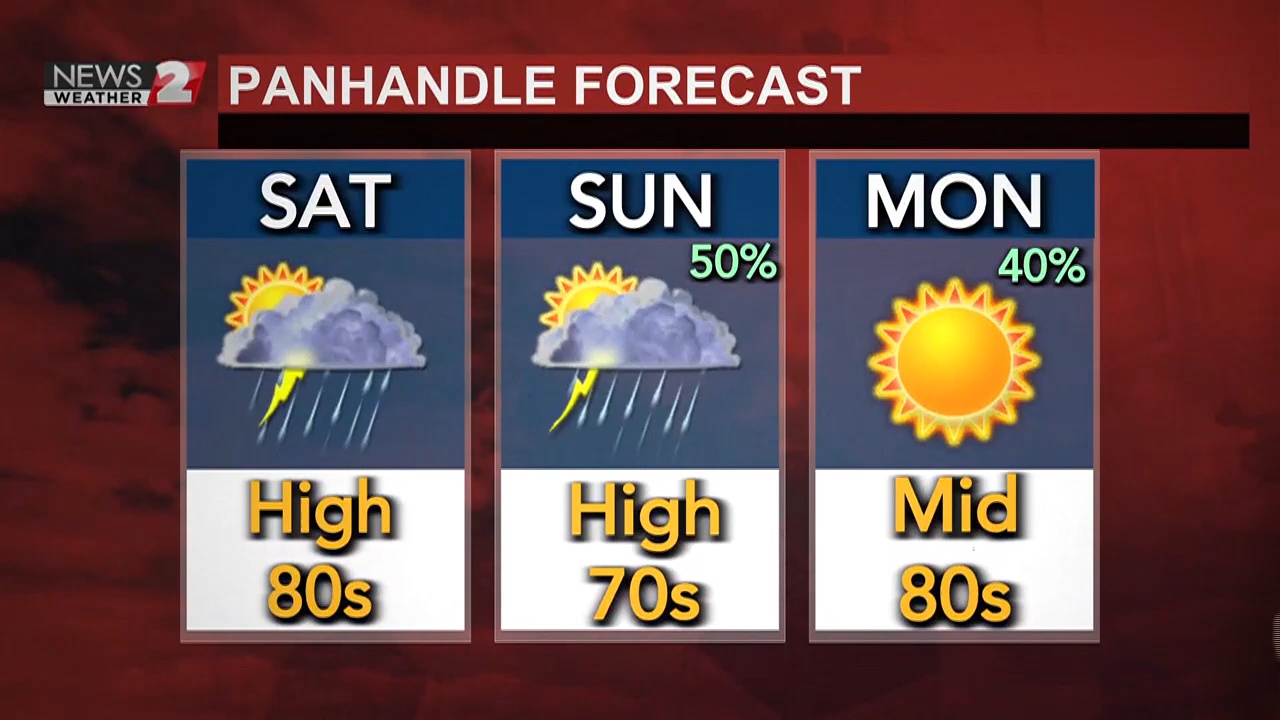 NEWS 2
WEATHER
PANHANDLE FORECAST
SAT
High
80s
SUN
50%
High
70s
MON
40%
Mid
80s